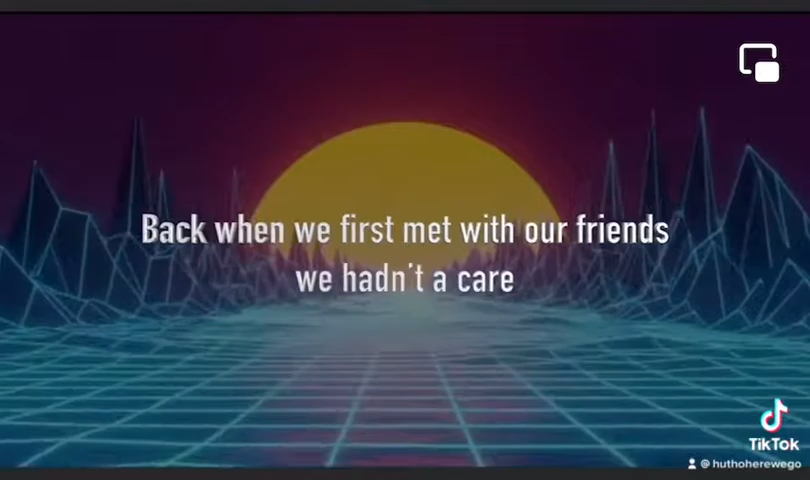 Back when we first met with our friends
we hadn't a care
TikTok
@huthoherewego